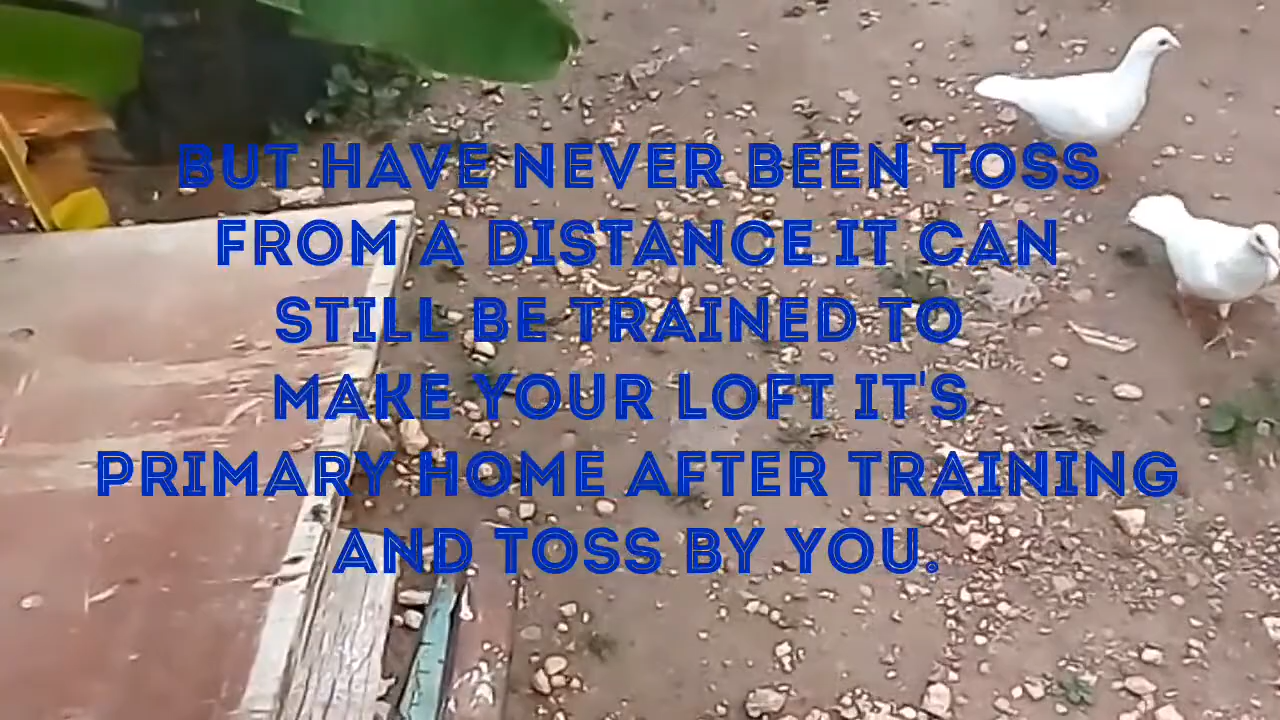 BUT HAVE NEVER BEEN TOSS
FROM A DISTANCE IT CAN
STILL BE TRAINED TO
MAKE YOUR LOFT IT'S
PRIMARY HOME AFTER TRAINING
AND TOSS BY YOU.